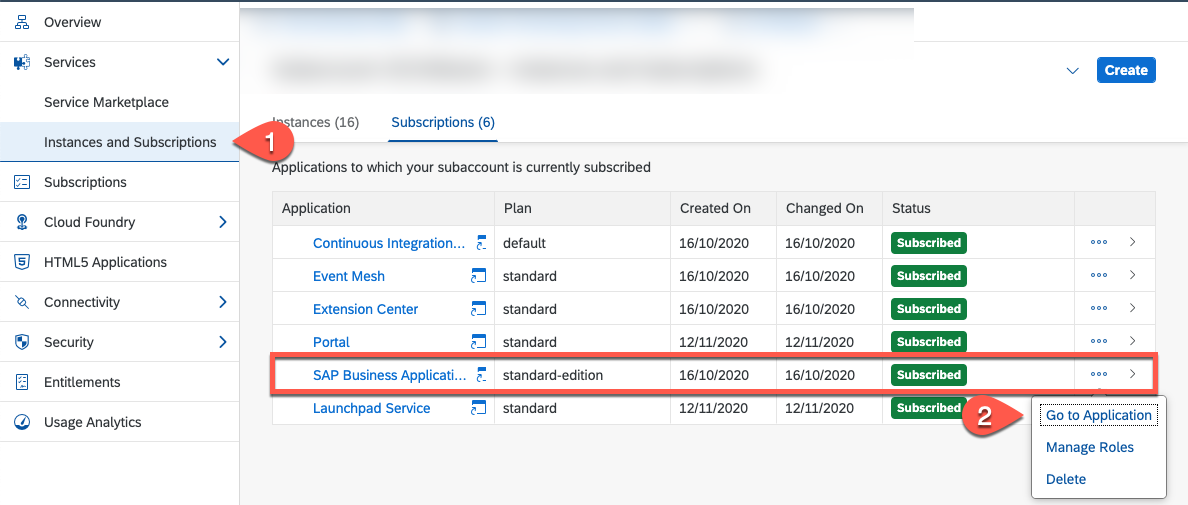 Overview
Services
Service Marketplace
Instances and Subscriptions
Subscriptions
Cloud Foundry
HTML5 Applications
Connectivity
Security
Entitlements
Usage Analytics
1
Create
Instances (16) Subscriptions (6)
Applications to which your subaccount is currently subscribed
Application Plan Created On Changed On Status
Continuous Integration... default 16/10/2020 16/10/2020 Subscribed
Event Mesh standard 16/10/2020 16/10/2020 Subscribed
Extension Center standard 16/10/2020 16/10/2020 Subscribed
Portal standard 12/11/2020 12/11/2020 Subscribed
SAP Business Applicati... standard-edition 16/10/2020 16/10/2020 Subscribed
Launchpad Service standard 12/11/2020 12/11/2020 Subscribed
2
Go to Application
Manage Roles
Delete